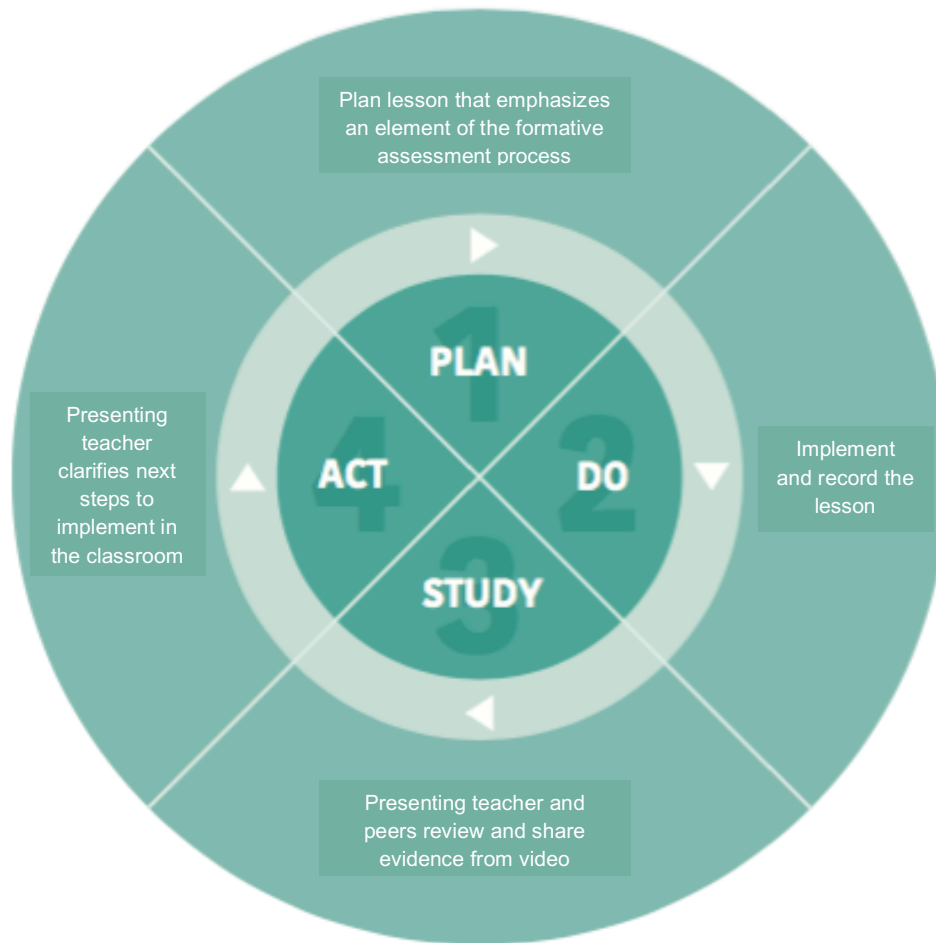 Plan lesson that emphasizes
an element of the formative
assessment process
1
PLAN
2
DO
3
STUDY
4
ACT
Implement
and record the
lesson
Presenting teacher and
peers review and share
evidence from video
Presenting
teacher
clarifies next
steps to
implement in
the classroom